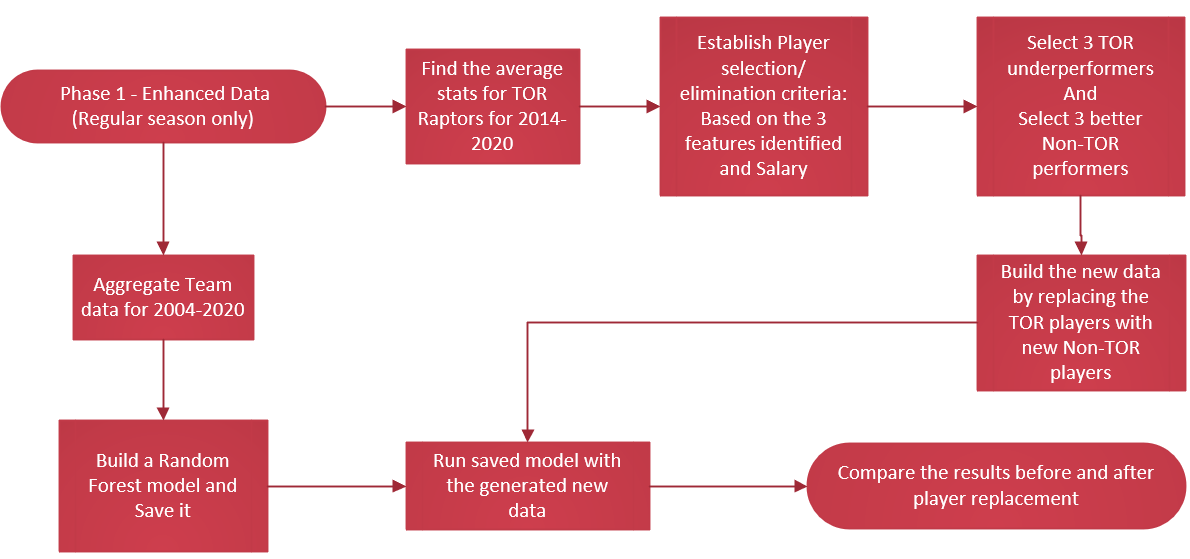 Phase 1 - Enhanced Data
(Regular season only)
Find the average
stats for TOR
Raptors for 2014-
2020
Establish Player
selection/
elimination criteria:
Based on the 3
features identified
and Salary
Select 3 TOR
underperformers
And
Select 3 better
Non-TOR
performers
Aggregate Team
data for 2004-2020
Build the new data
by replacing the
TOR players with
new Non-TOR
players
Build a Random
Forest model and
Save it
Run saved model with
the generated new
data
Compare the results before and after
player replacement